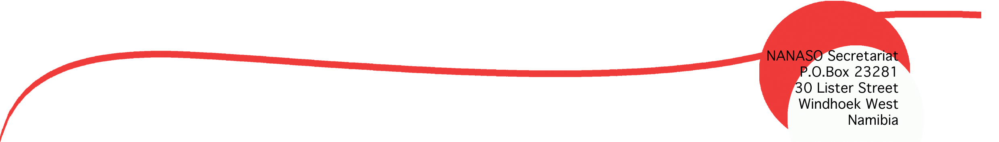 NANASO Secretariat
P.O.Box 23281
30 Lister Street
Windhoek West
Namibia